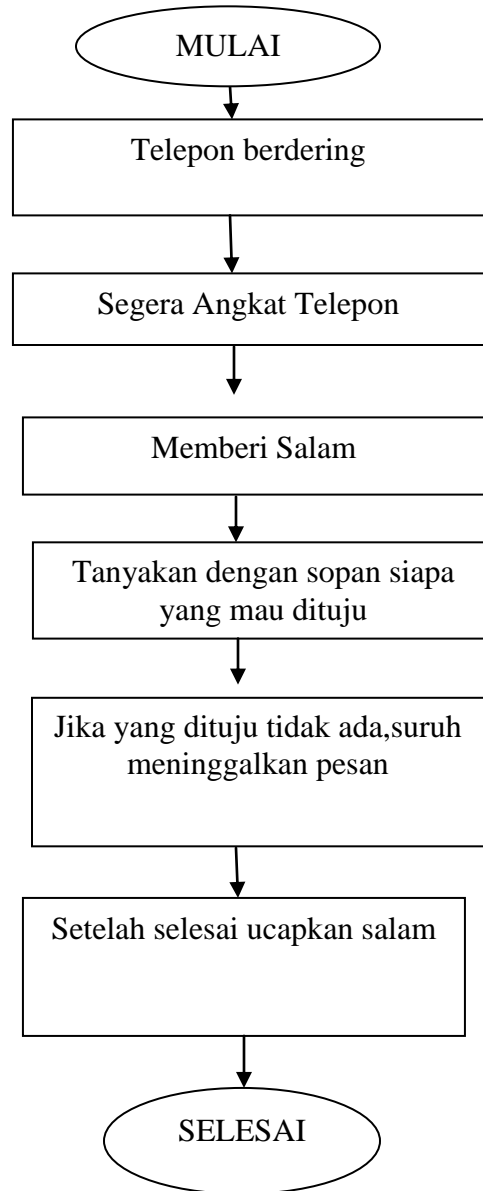 MULAI
Telepon berdering
Segera Angkat Telepon
Memberi Salam
Tanyakan dengan sopan siapa
yang mau dituju
Jika yang dituju tidak ada,suruh
meninggalkan pesan
Setelah selesai ucapkan salam
SELESAI